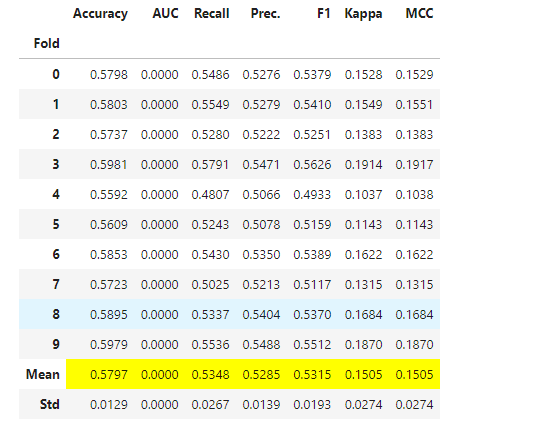 Accuracy AUC Recall Prec. F1 Kappa MCC
Fold
0 0.5798 0.0000 0.5486 0.5276 0.5379 0.1528 0.1529
1 0.5803 0.0000 0.5549 0.5279 0.5410 0.1549 0.1551
2 0.5737 0.0000 0.5280 0.5222 0.5251 0.1383 0.1383
3 0.5981 0.0000 0.5791 0.5471 0.5626 0.1914 0.1917
4 0.5592 0.0000 0.4807 0.5066 0.4933 0.1037 0.1038
5 0.5609 0.0000 0.5243 0.5078 0.5159 0.1143 0.1143
6 0.5853 0.0000 0.5430 0.5350 0.5389 0.1622 0.1622
7 0.5723 0.0000 0.5025 0.5213 0.5117 0.1315 0.1315
8 0.5895 0.0000 0.5337 0.5404 0.5370 0.1684 0.1684
9 0.5979 0.0000 0.5536 0.5488 0.5512 0.1870 0.1870
Mean 0.5797 0.0000 0.5348 0.5285 0.5315 0.1505 0.1505
Std 0.0129 0.0000 0.0267 0.0139 0.0193 0.0274 0.0274